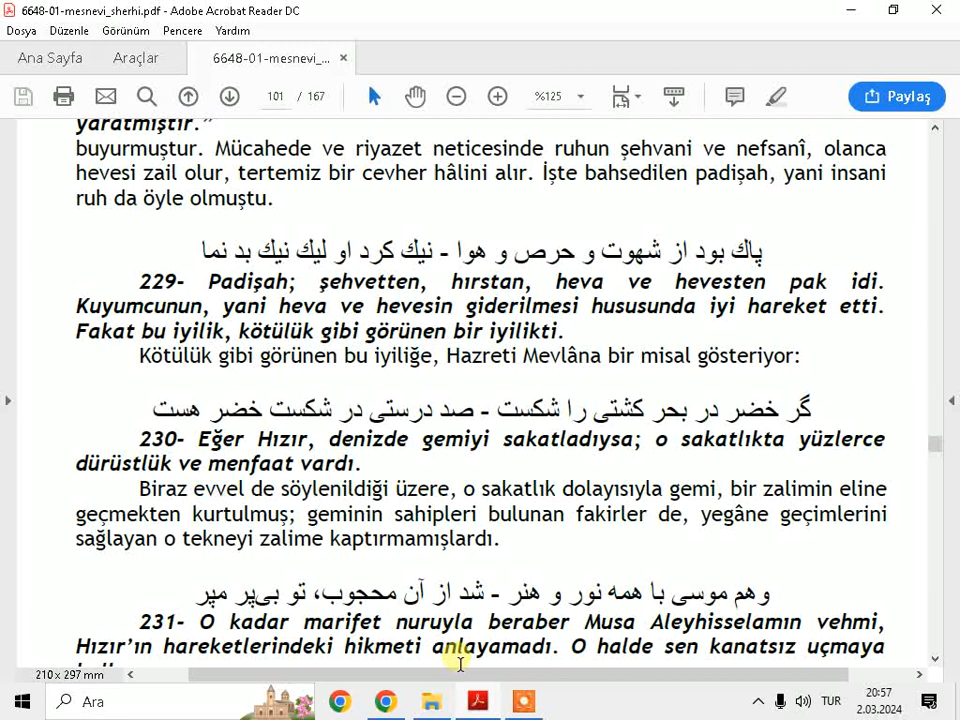 6648-01-mesnevi_sherhi.pdf - Adobe Acrobat Reader DC
Dosya Düzenle Görünüm Pencere Yardım
Ana Sayfa Araçlar 6648-01-mesnevi_...
101 / 167 %125 Paylaş
yaratmıştır.”
buyurmuştur. Mücahede ve riyazet neticesinde ruhun şehvani ve nefsanî, olanca
hevesi zail olur, tertemiz bir cevher hâlini alır. İşte bahsedilen padişah, yani insani
ruh da öyle olmuştu.
پاك بود از شهوت و حرص و هوا - نيك كرد او ليك نيك بد نما
229- Padişah; şehvetten, hırstan, heva ve hevesten pak idi.
Kuyumcunun, yani heva ve hevesin giderilmesi hususunda iyi hareket etti.
Fakat bu iyilik, kötülük gibi görünen bir iyilikti.
Kötülük gibi görünen bu iyiliğe, Hazreti Mevlâna bir misal gösteriyor:
گر خضر در بحر كشتى را شكست - صد درستى در شكست خضر هست
230- Eğer Hızır, denizde gemiyi sakatladıysa; o sakatlıkta yüzlerce
dürüstlük ve menfaat vardı.
Biraz evvel de söylenildiği üzere, o sakatlık dolayısıyla gemi, bir zalimin eline
geçmekten kurtulmuş; geminin sahipleri bulunan fakirler de, yegâne geçimlerini
sağlayan o tekneyi zalime kaptırmamışlardı.
وهم موسى با همه نور و هنر - شد از آن محجوب، تو بى‌پر مپر
231- O kadar marifet nuruyla beraber Musa Aleyhisselamın vehmi,
Hızır’ın hareketlerindeki hikmeti anlayamadı. O halde sen kanatsız uçmaya
210 x 297 mm
Ara
TUR
20:57
2.03.2024